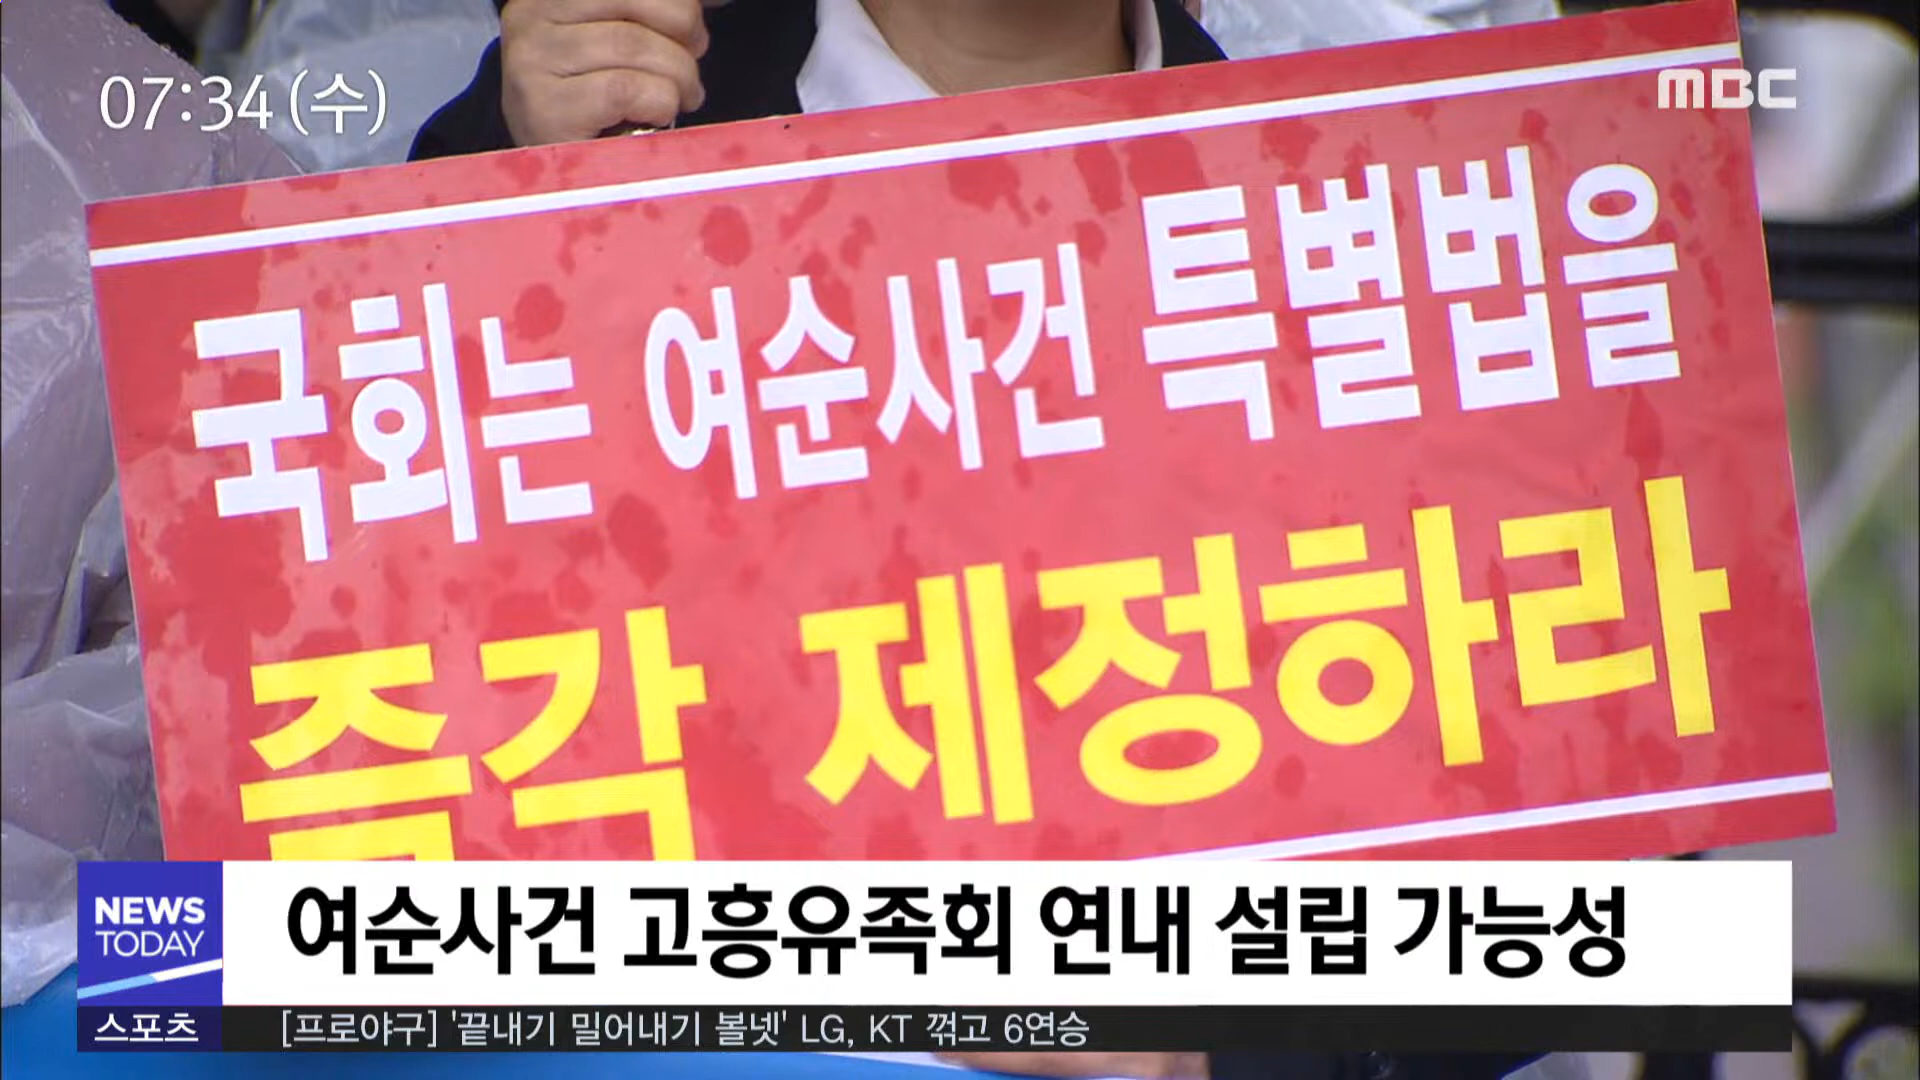 07:34 (수)
MBC
국회는 여순사건 특별법을
즉각 제정하라
NEWS
TODAY
여순사건 고흥유족회 연내 설립 가능성
스포츠
[프로야구] '끝내기 밀어내기 볼넷' LG, KT 꺾고 6연승